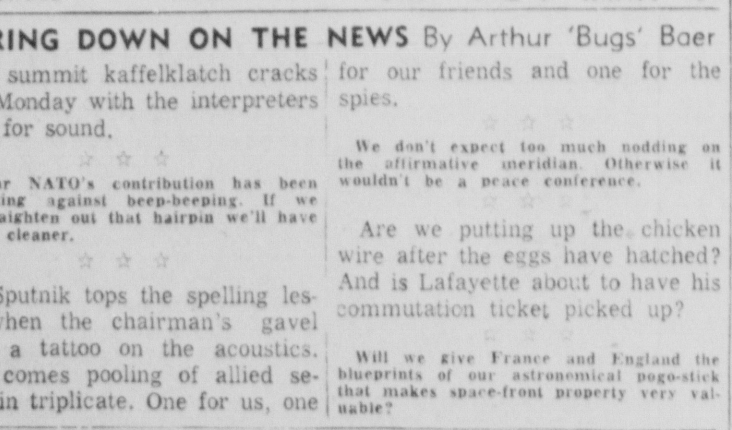 RING DOWN ON THE NEWS By Arthur 'Bugs' Baer
summit kaffelklatch cracks
Monday with the interpreters
for sound.
☆ ☆ ☆
r NATO's contribution has been
ing against beep-beeping. If we
aighten out that hairpin we'll have
cleaner.
☆ ☆ ☆
Sputnik tops the spelling les-
when the chairman's gavel
a tattoo on the acoustics.
comes pooling of allied se-
in triplicate. One for us, one
for our friends and one for the
spies.
☆ ☆ ☆
We don't expect too much nodding on
the affirmative meridian. Otherwise it
wouldn't be a peace conference.
☆ ☆ ☆
Are we putting up the chicken
wire after the eggs have hatched?
And is Lafayette about to have his
commutation ticket picked up?
☆ ☆ ☆
Will we give France and England the
blueprints of our astronomical pogo-stick
that makes space-front property very val-
uable?